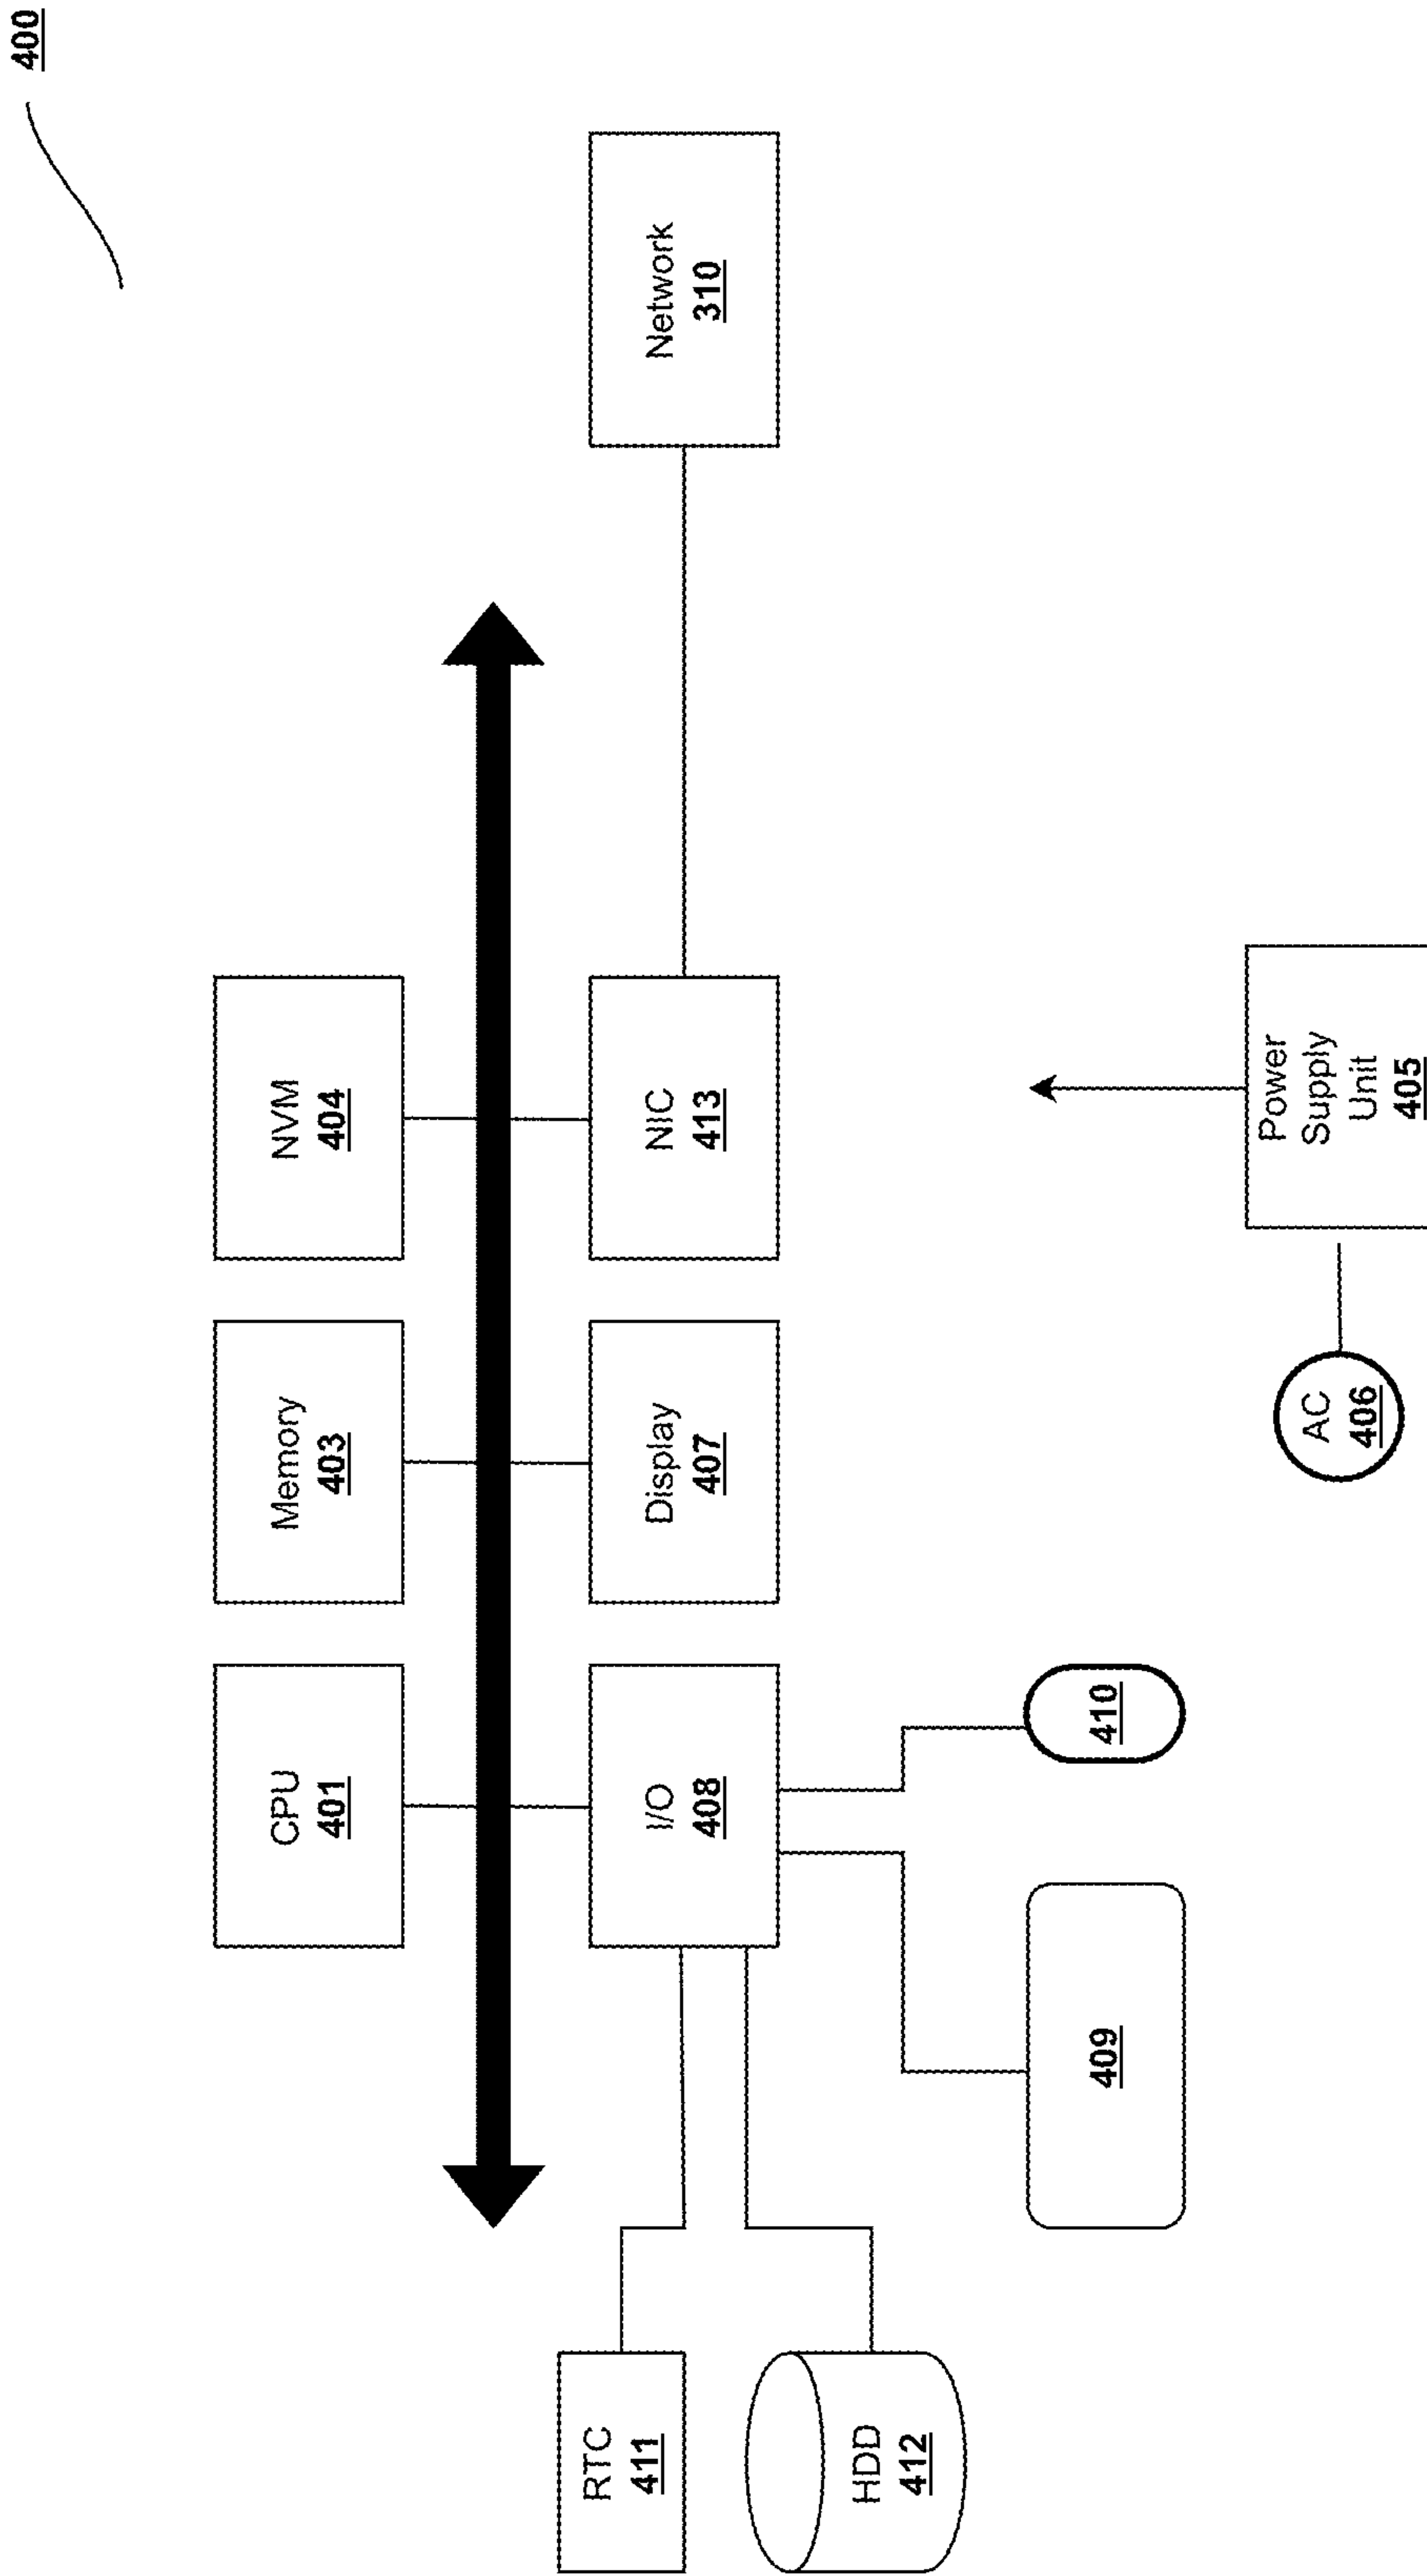 400
CPU
401
Memory
403
NVM
404
RTC
411
I/O
408
Display
407
NIC
413
Network
310
HDD
412
409
410
AC
406
Power
Supply
Unit
405